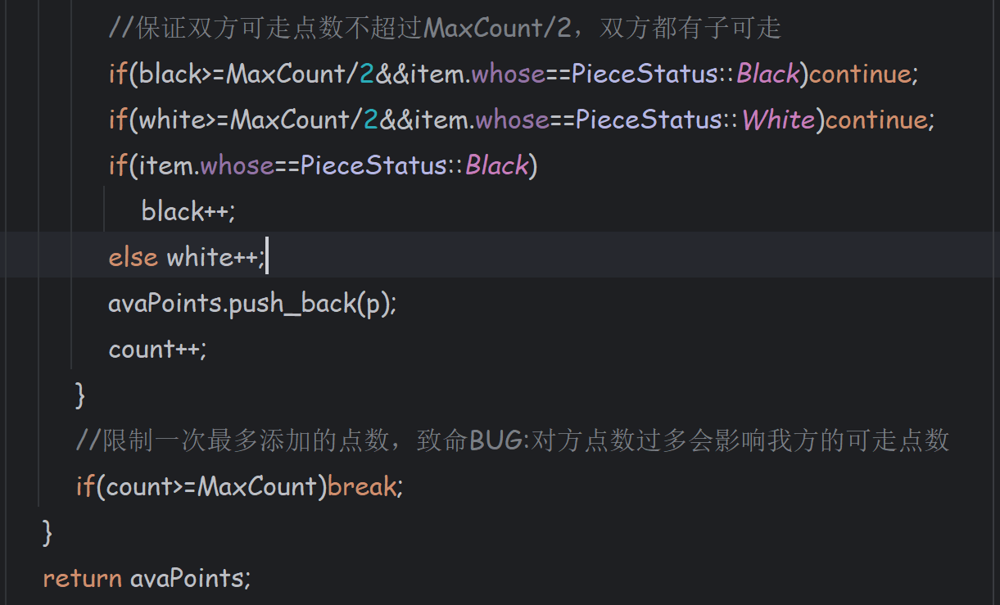 //保证双方可走点数不超过MaxCount/2，双方都有子可走
if(black>=MaxCount/2&&item.whose==PieceStatus::Black)continue;
if(white>=MaxCount/2&&item.whose==PieceStatus::White)continue;
if(item.whose==PieceStatus::Black)
black++;
else white++;
avaPoints.push_back(p);
count++;
}
//限制一次最多添加的点数，致命BUG:对方点数过多会影响我方的可走点数
if(count>=MaxCount)break;
}
return avaPoints;